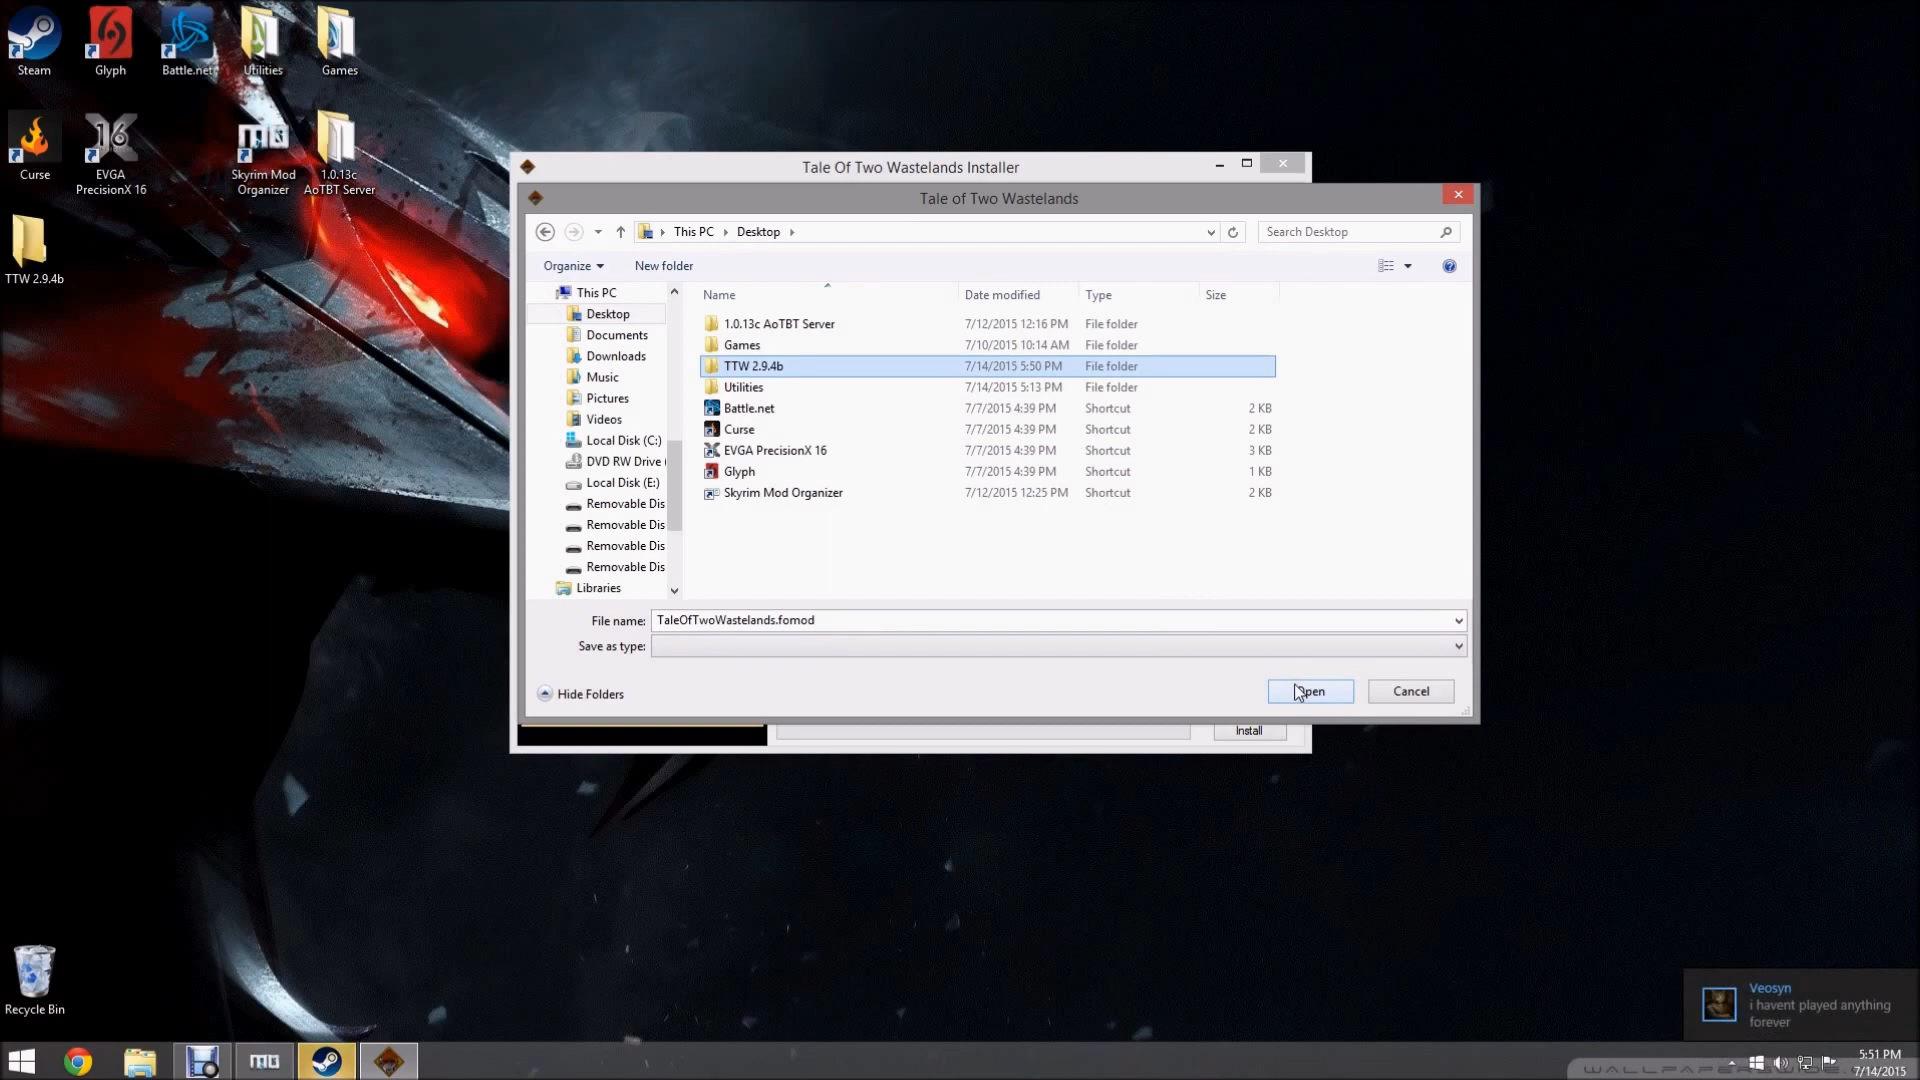 Steam
Glyph
Battle.net
Utilities
Games
Curse
EVGA PrecisionX 16
Skyrim Mod Organizer
1.0.13c AoTBT Server
TTW 2.9.4b
Recycle Bin
Tale Of Two Wastelands Installer
Tale of Two Wastelands
This PC
Desktop
Search Desktop
Organize
New folder
This PC
Desktop
Documents
Downloads
Music
Pictures
Videos
Local Disk (C:)
DVD RW Drive (
Local Disk (E:)
Removable Dis
Removable Dis
Removable Dis
Removable Dis
Libraries
Name Date modified Type Size
1.0.13c AoTBT Server 7/12/2015 12:16 PM File folder
Games 7/10/2015 10:14 AM File folder
TTW 2.9.4b 7/14/2015 5:50 PM File folder
Utilities 7/14/2015 5:13 PM File folder
Battle.net 7/7/2015 4:39 PM Shortcut 2 KB
Curse 7/7/2015 4:39 PM Shortcut 2 KB
EVGA PrecisionX 16 7/7/2015 4:39 PM Shortcut 3 KB
Glyph 7/7/2015 4:39 PM Shortcut 1 KB
Skyrim Mod Organizer 7/12/2015 12:25 PM Shortcut 2 KB
File name: TaleOfTwoWastelands.fomod
Save as type:
Hide Folders
Open
Cancel
Install
Veosyn
i havent played anything
forever
5:51 PM
7/14/2015